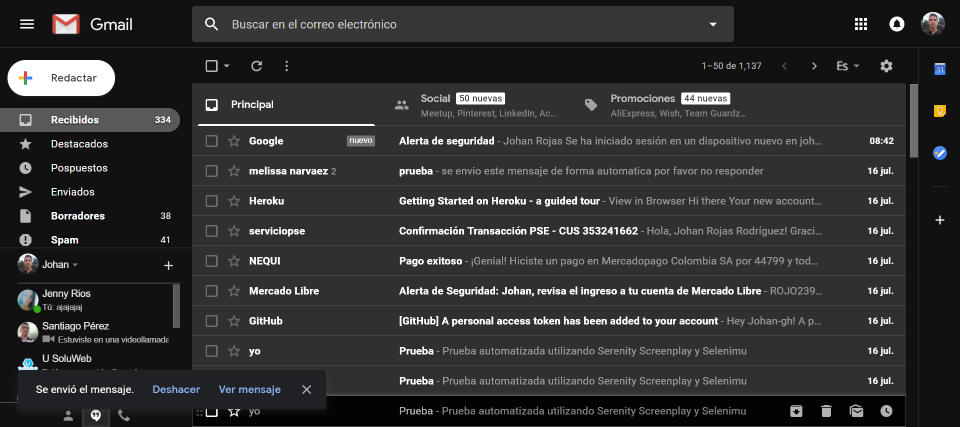 Gmail
Buscar en el correo electrónico
Redactar
1–50 de 1,137
Es
Recibidos 334
Destacados
Pospuestos
Enviados
Borradores 38
Spam 41
Johan
Jenny Rios
Tú: ajajajaj
Santiago Pérez
Estuviste en una videollamada
U SoluWeb
Principal
Social 50 nuevas
Meetup, Pinterest, LinkedIn, Ac…
Promociones 44 nuevas
AliExpress, Wish, Team Guardz…
Google nuevo Alerta de seguridad - Johan Rojas Se ha iniciado sesión en un dispositivo nuevo en joh… 08:42
melissa narvaez 2 prueba - se envio este mensaje de forma automatica por favor no responder 16 jul.
Heroku Getting Started on Heroku - a guided tour - View in Browser Hi there Your new account… 16 jul.
serviciopse Confirmación Transacción PSE - CUS 353241662 - Hola, Johan Rojas Rodríguez! Graci… 16 jul.
NEQUI Pago exitoso - ¡Genial! Hiciste un pago en Mercadopago Colombia SA por 44799 y tod… 16 jul.
Mercado Libre Alerta de Seguridad: Johan, revisa el ingreso a tu cuenta de Mercado Libre - ROJO239… 16 jul.
GitHub [GitHub] A personal access token has been added to your account - Hey Johan-gh! A p… 16 jul.
yo Prueba - Prueba automatizada utilizando Serenity Screenplay y Selenimu 16 jul.
Prueba - Prueba automatizada utilizando Serenity Screenplay y Selenimu 16 jul.
yo Prueba - Prueba automatizada utilizando Serenity Screenplay y Selenimu
Se envió el mensaje. Deshacer Ver mensaje
31